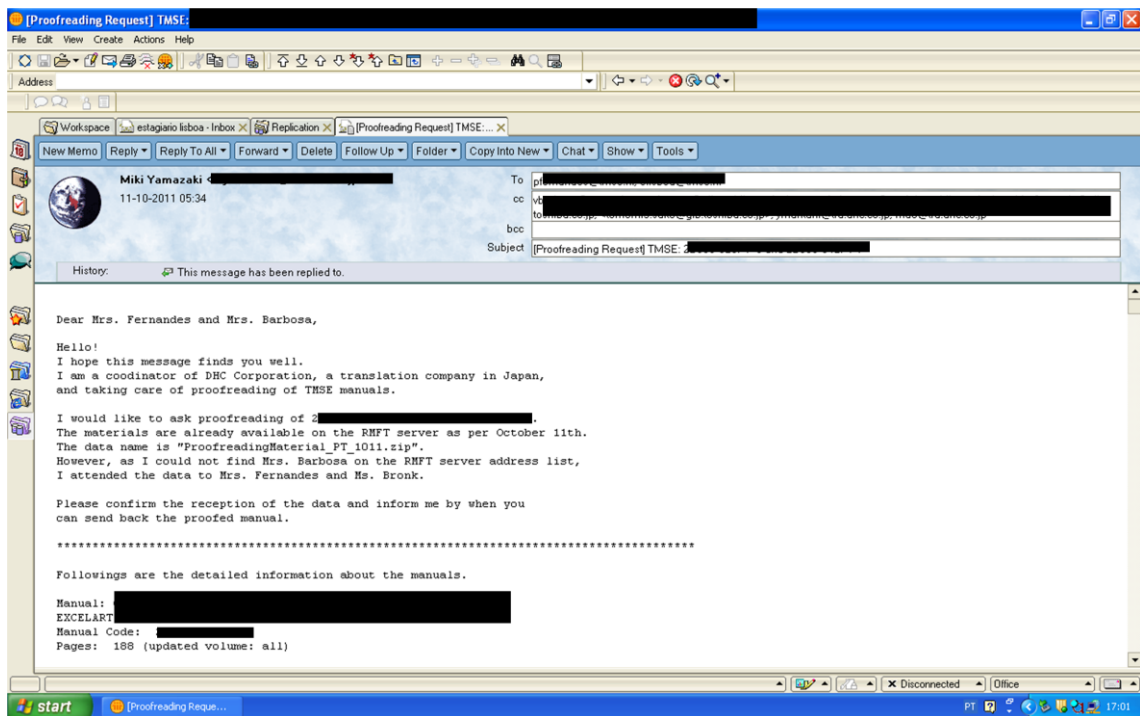 [Proofreading Request] TMSE:
File Edit View Create Actions Help
Address
Workspace estagiario lisboa - Inbox Replication [Proofreading Request] TMSE:...
New Memo Reply Reply To All Forward Delete Follow Up Folder Copy Into New Chat Show Tools
Miki Yamazaki <
11-10-2011 05:34
To
cc vb
bcc
Subject [Proofreading Request] TMSE: 2
History: This message has been replied to.
Dear Mrs. Fernandes and Mrs. Barbosa,
Hello!
I hope this message finds you well.
I am a coodinator of DHC Corporation, a translation company in Japan,
and taking care of proofreading of TMSE manuals.
I would like to ask proofreading of 2 .
The materials are already available on the RMFT server as per October 11th.
The data name is "ProofreadingMaterial_PT_1011.zip".
However, as I could not find Mrs. Barbosa on the RMFT server address list,
I attended the data to Mrs. Fernandes and Ms. Bronk.
Please confirm the reception of the data and inform me by when you
can send back the proofed manual.
******************************************************************************************
Followings are the detailed information about the manuals.
Manual:
EXCELART
Manual Code:
Pages: 188 (updated volume: all)
Disconnected Office
start [Proofreading Reque... PT 17:01